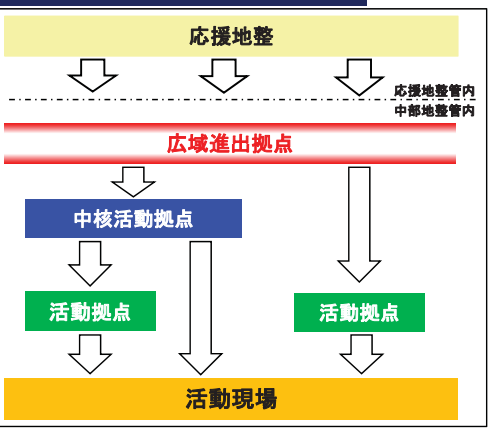 応援地整
応援地整管内
中部地整管内
広域進出拠点
中核活動拠点
活動拠点
活動拠点
活動現場